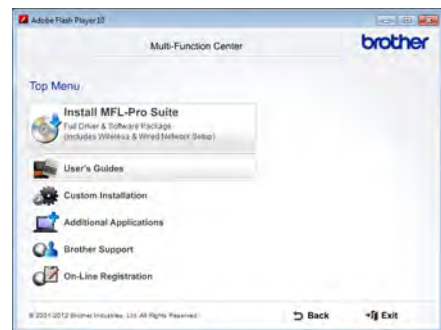 Adobe Flash Player 10
Multi-Function Center
brother
Top Menu
Install MFL-Pro Suite
Full Driver & Software Package
(Includes Wireless & Wired Network Setup)
User's Guides
Custom Installation
Additional Applications
Brother Support
On-Line Registration
© 2001-2012 Brother Industries, Ltd. All Rights Reserved.
Back
Exit